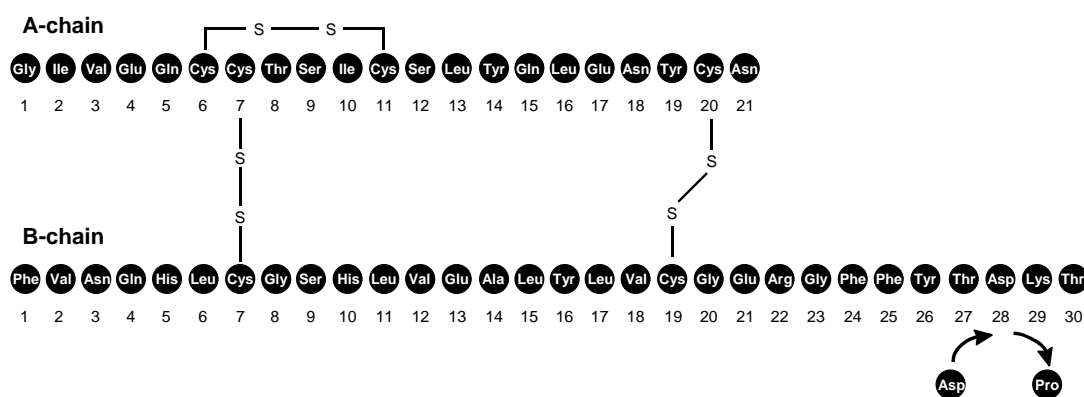 A-chain
S S
Gly Ile Val Glu Gln Cys Cys Thr Ser Ile Cys Ser Leu Tyr Gln Leu Glu Asn Tyr Cys Asn
1 2 3 4 5 6 7 8 9 10 11 12 13 14 15 16 17 18 19 20 21
S S
S S
B-chain
Phe Val Asn Gln His Leu Cys Gly Ser His Leu Val Glu Ala Leu Tyr Leu Val Cys Gly Glu Arg Gly Phe Phe Tyr Thr Asp Lys Thr
1 2 3 4 5 6 7 8 9 10 11 12 13 14 15 16 17 18 19 20 21 22 23 24 25 26 27 28 29 30
Asp Pro